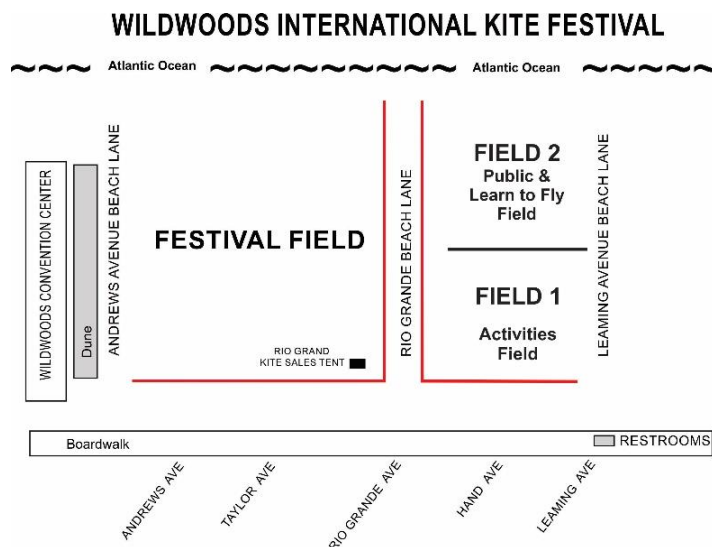 WILDWOODS INTERNATIONAL KITE FESTIVAL
Atlantic Ocean
Atlantic Ocean
WILDWOODS CONVENTION CENTER
Dune
ANDREWS AVENUE BEACH LANE
FESTIVAL FIELD
RIO GRAND
KITE SALES TENT
RIO GRANDE BEACH LANE
FIELD 2
Public &
Learn to Fly
Field
FIELD 1
Activities
Field
LEAMING AVENUE BEACH LANE
Boardwalk
RESTROOMS
ANDREWS AVE
TAYLOR AVE
RIO GRANDE AVE
HAND AVE
LEAMING AVE